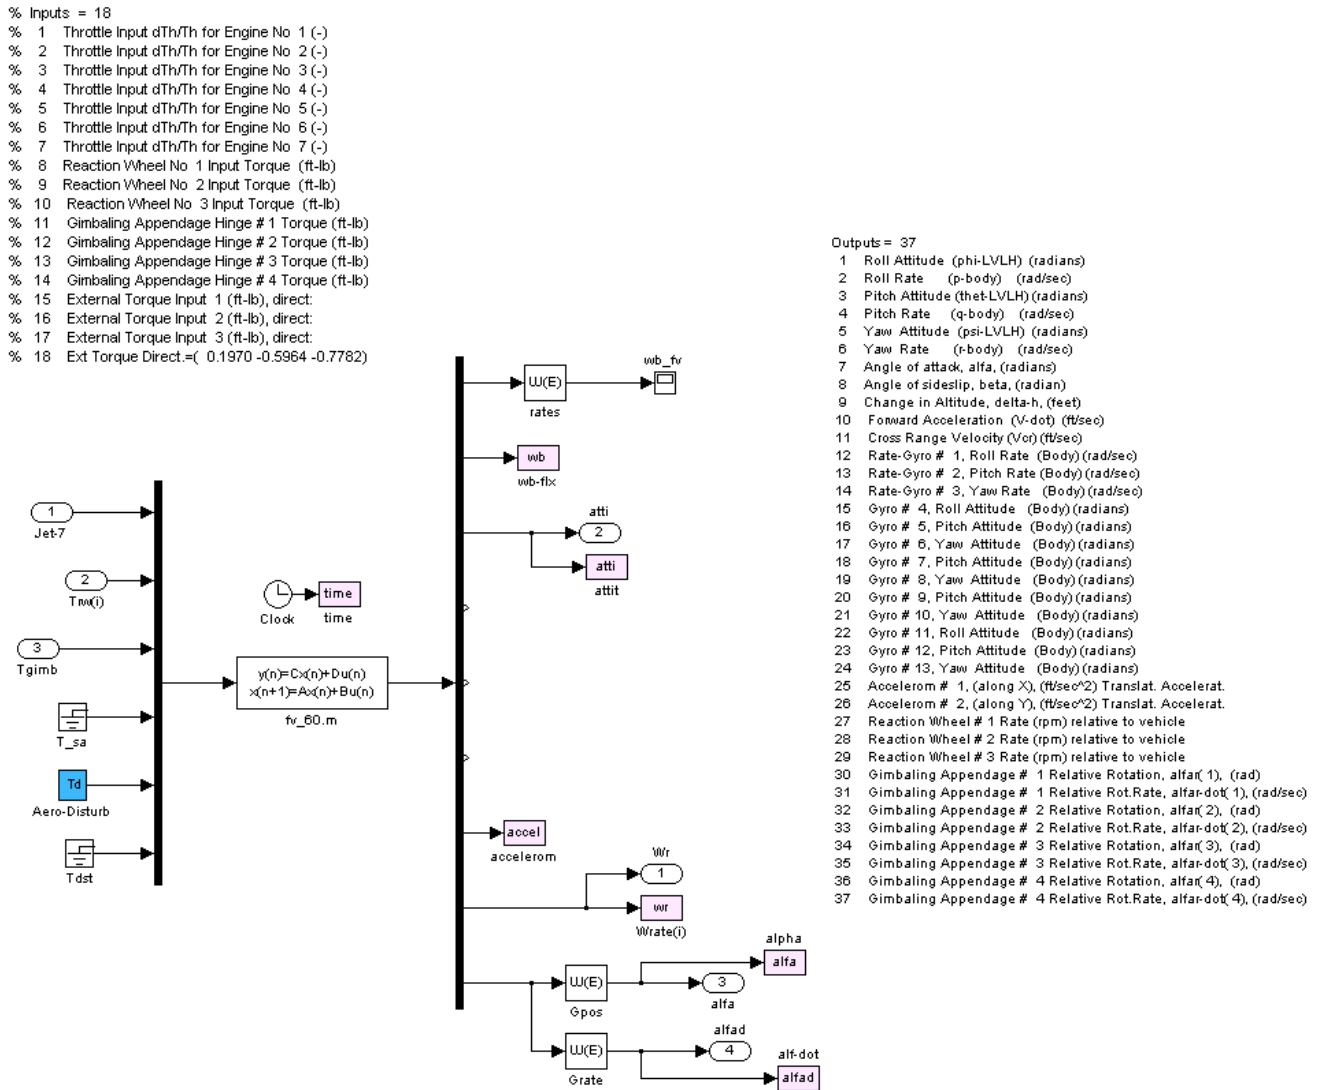 % Inputs = 18
% 1 Throttle Input dTh/Th for Engine No 1 (-)
% 2 Throttle Input dTh/Th for Engine No 2 (-)
% 3 Throttle Input dTh/Th for Engine No 3 (-)
% 4 Throttle Input dTh/Th for Engine No 4 (-)
% 5 Throttle Input dTh/Th for Engine No 5 (-)
% 6 Throttle Input dTh/Th for Engine No 6 (-)
% 7 Throttle Input dTh/Th for Engine No 7 (-)
% 8 Reaction Wheel No 1 Input Torque (ft-lb)
% 9 Reaction Wheel No 2 Input Torque (ft-lb)
% 10 Reaction Wheel No 3 Input Torque (ft-lb)
% 11 Gimbaling Appendage Hinge # 1 Torque (ft-lb)
% 12 Gimbaling Appendage Hinge # 2 Torque (ft-lb)
% 13 Gimbaling Appendage Hinge # 3 Torque (ft-lb)
% 14 Gimbaling Appendage Hinge # 4 Torque (ft-lb)
% 15 External Torque Input 1 (ft-lb), direct:
% 16 External Torque Input 2 (ft-lb), direct:
% 17 External Torque Input 3 (ft-lb), direct:
% 18 Ext Torque Direct.=( 0.1970 -0.5964 -0.7782)
Outputs = 37
1 Roll Attitude (phi-LVLH) (radians)
2 Roll Rate (p-body) (rad/sec)
3 Pitch Attitude (thet-LVLH) (radians)
4 Pitch Rate (q-body) (rad/sec)
5 Yaw Attitude (psi-LVLH) (radians)
6 Yaw Rate (r-body) (rad/sec)
7 Angle of attack, alfa, (radians)
8 Angle of sideslip, beta, (radian)
9 Change in Altitude, delta-h, (feet)
10 Forward Acceleration (V-dot) (ft/sec)
11 Cross Range Velocity (Vcr) (ft/sec)
12 Rate-Gyro # 1, Roll Rate (Body) (rad/sec)
13 Rate-Gyro # 2, Pitch Rate (Body) (rad/sec)
14 Rate-Gyro # 3, Yaw Rate (Body) (rad/sec)
15 Gyro # 4, Roll Attitude (Body) (radians)
16 Gyro # 5, Pitch Attitude (Body) (radians)
17 Gyro # 6, Yaw Attitude (Body) (radians)
18 Gyro # 7, Pitch Attitude (Body) (radians)
19 Gyro # 8, Yaw Attitude (Body) (radians)
20 Gyro # 9, Pitch Attitude (Body) (radians)
21 Gyro # 10, Yaw Attitude (Body) (radians)
22 Gyro # 11, Roll Attitude (Body) (radians)
23 Gyro # 12, Pitch Attitude (Body) (radians)
24 Gyro # 13, Yaw Attitude (Body) (radians)
25 Accelerom # 1, (along X), (ft/sec^2) Translat. Accelerat.
26 Accelerom # 2, (along Y), (ft/sec^2) Translat. Accelerat.
27 Reaction Wheel # 1 Rate (rpm) relative to vehicle
28 Reaction Wheel # 2 Rate (rpm) relative to vehicle
29 Reaction Wheel # 3 Rate (rpm) relative to vehicle
30 Gimbaling Appendage # 1 Relative Rotation, alfar( 1), (rad)
31 Gimbaling Appendage # 1 Relative Rot.Rate, alfar-dot( 1), (rad/sec)
32 Gimbaling Appendage # 2 Relative Rotation, alfar( 2), (rad)
33 Gimbaling Appendage # 2 Relative Rot.Rate, alfar-dot( 2), (rad/sec)
34 Gimbaling Appendage # 3 Relative Rotation, alfar( 3), (rad)
35 Gimbaling Appendage # 3 Relative Rot.Rate, alfar-dot( 3), (rad/sec)
36 Gimbaling Appendage # 4 Relative Rotation, alfar( 4), (rad)
37 Gimbaling Appendage # 4 Relative Rot.Rate, alfar-dot( 4), (rad/sec)
1
Jet-7
2
Trw(i)
3
Tgimb
T_sa
Td
Aero-Disturb
Tdst
Clock
time
time
y(n)=Cx(n)+Du(n)
x(n+1)=Ax(n)+Bu(n)
fv_60.m
U(E)
rates
wb_fv
wb
wb-flx
atti
2
atti
attit
accel
accelerom
Wr
1
wr
Wrate(i)
alpha
alfa
U(E)
Gpos
3
alfa
alfad
4
U(E)
Grate
alf-dot
alfad